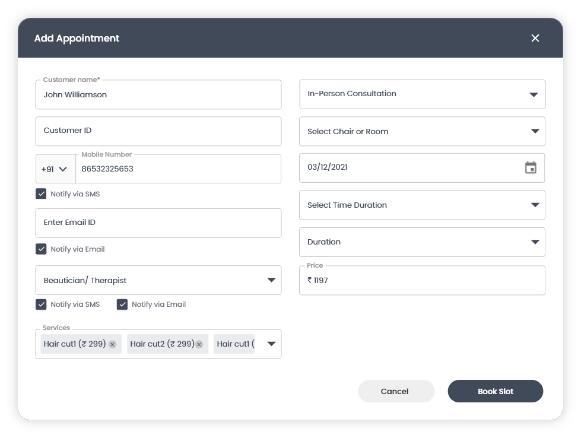 Add Appointment
Customer name*
John Williamson
Customer ID
Mobile Number
+91
86532325653
Notify via SMS
Enter Email ID
Notify via Email
Beautician/ Therapist
Notify via SMS
Notify via Email
Services
Hair cut1 (₹ 299)
Hair cut2 (₹ 299)
Hair cut1 (
In-Person Consultation
Select Chair or Room
03/12/2021
Select Time Duration
Duration
Price
₹ 1197
Cancel
Book Slot